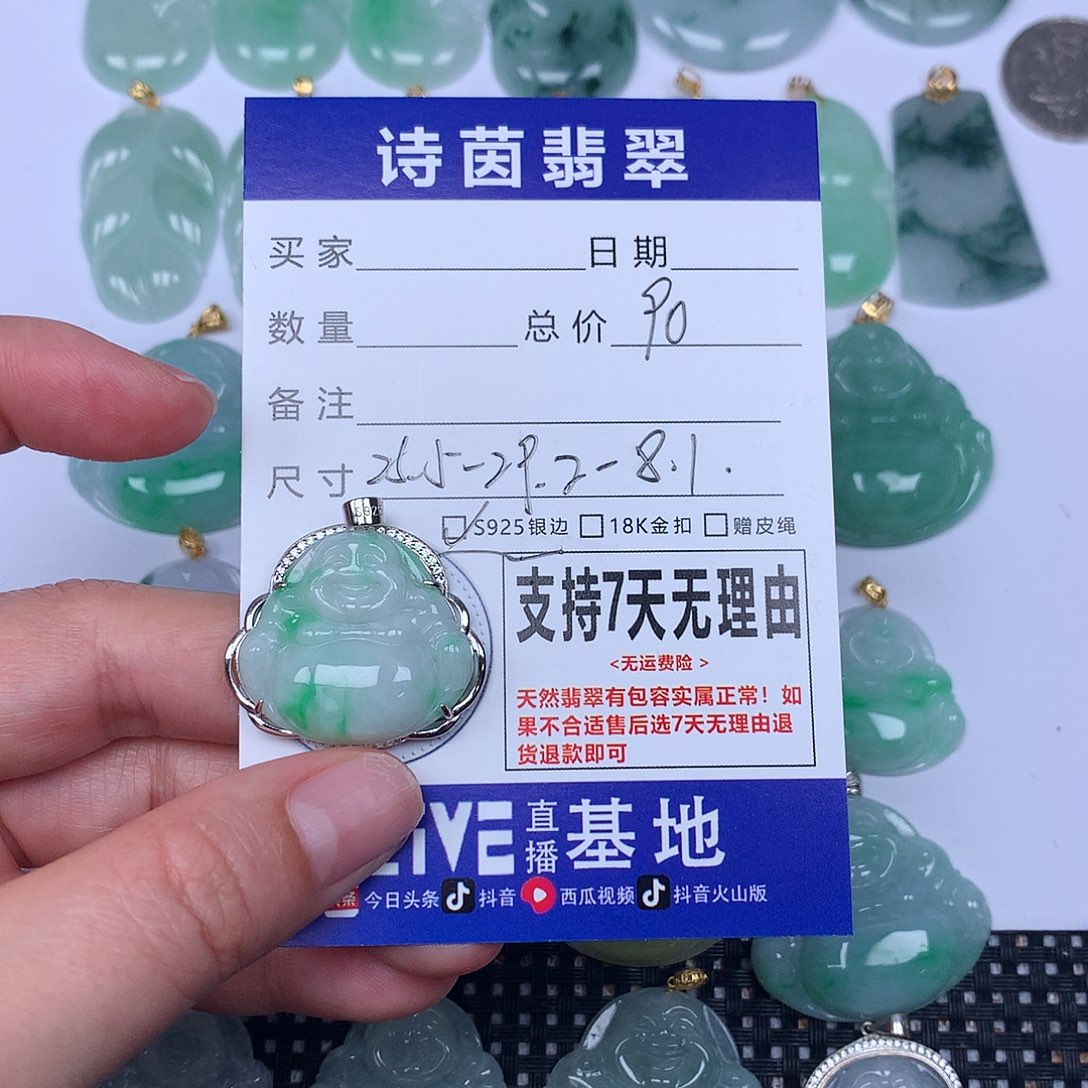 诗茵翡翠
买家 日期
数量 总价 90
备注
尺寸 25.5-29.2-8.1.
S925银边 18K金扣 赠皮绳
支持7天无理由
<无运费险 >
天然翡翠有包容实属正常！如
果不合适售后选7天无理由退
货退款即可
LiVE 直播 基地
今日头条 抖音 西瓜视频 抖音火山版